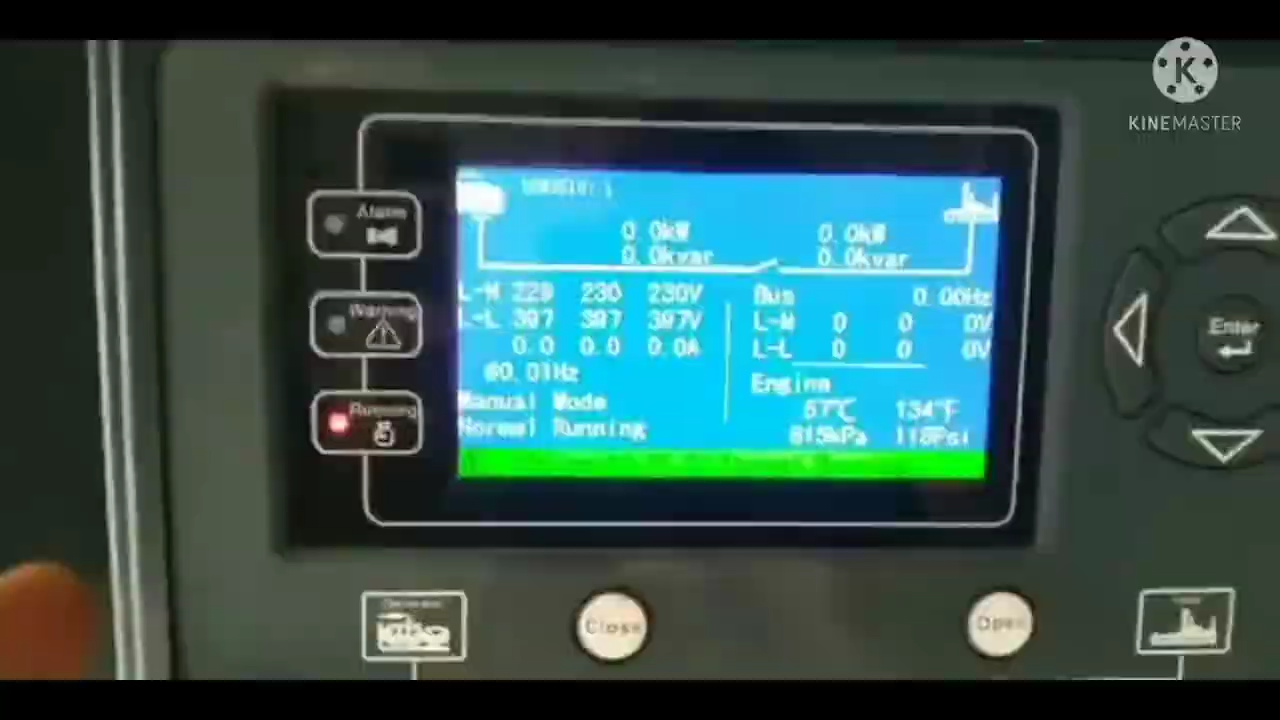 KINEMASTER
Alarm
Warning
Running
0.0kW 0.0kW
0.0kvar 0.0kvar
L-N 229 230 230V
L-L 397 397 397V
0.0 0.0 0.0A
60.01Hz
Manual Mode
Normal Running
Bus 0.00Hz
L-N 0 0 0V
L-L 0 0 0V
Engine
57℃ 134°F
815kPa 118Psi
Enter
Close
Open